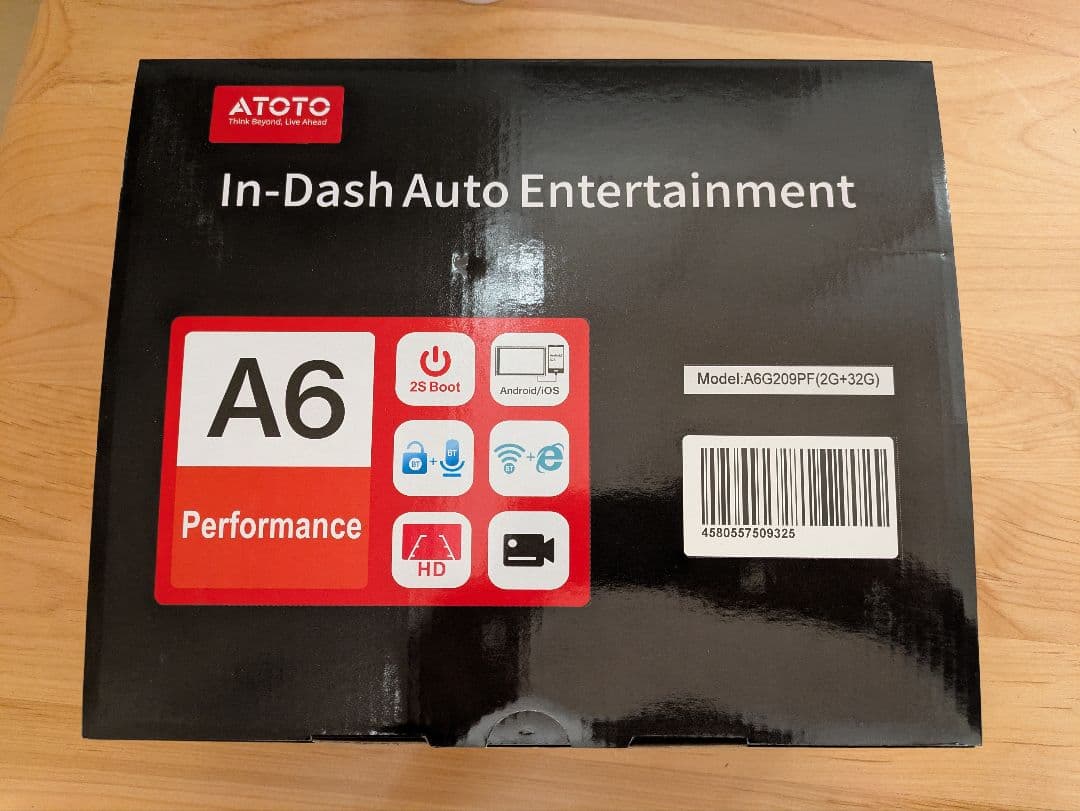 ATOTO
Think Beyond, Live Ahead
In-Dash Auto Entertainment
A6
Performance
2S Boot
Android/iOS
BT
BT
BT
HD
Model:A6G209PF(2G+32G)
4580557509325